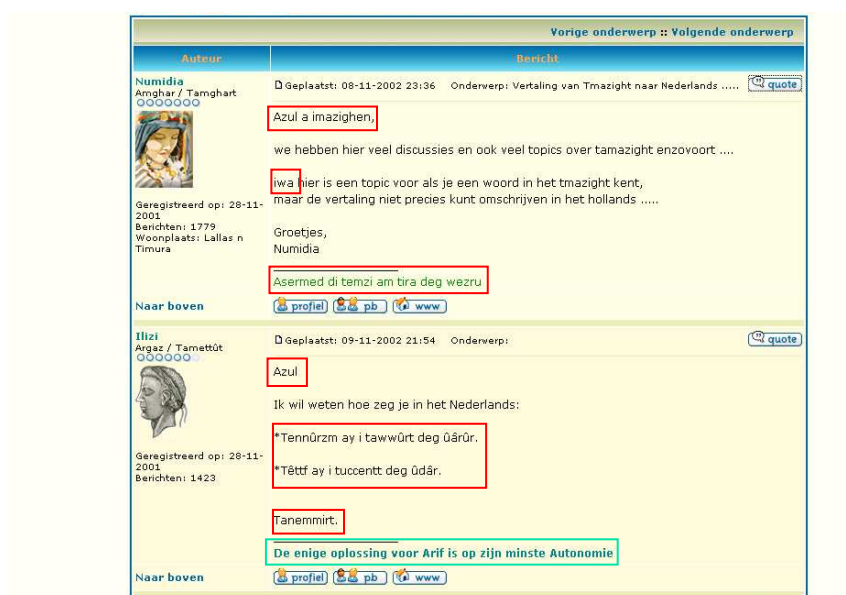 Vorige onderwerp :: Volgende onderwerp
Auteur Bericht
Numidia
Amghar / Tamghart
Geplaatst: 08-11-2002 23:36 Onderwerp: Vertaling van Tmazight naar Nederlands ..... quote
Azul a imazighen,
we hebben hier veel discussies en ook veel topics over tamazight enzovoort ....
iwa hier is een topic voor als je een woord in het tmazight kent,
maar de vertaling niet precies kunt omschrijven in het hollands .....
Groetjes,
Numidia
Geregistreerd op: 28-11-
2001
Berichten: 1779
Woonplaats: Lallas n
Timura
Asermed di temzi am tira deg wezru
Naar boven profiel pb www
Ilizi
Argaz / Tamettût
Geplaatst: 09-11-2002 21:54 Onderwerp: quote
Azul
Ik wil weten hoe zeg je in het Nederlands:
*Tennûrzm ay i tawwûrt deg ûârûr.
*Têttf ay i tuccentt deg ûdâr.
Geregistreerd op: 28-11-
2001
Berichten: 1423
Tanemmirt.
De enige oplossing voor Arif is op zijn minste Autonomie
Naar boven profiel pb www